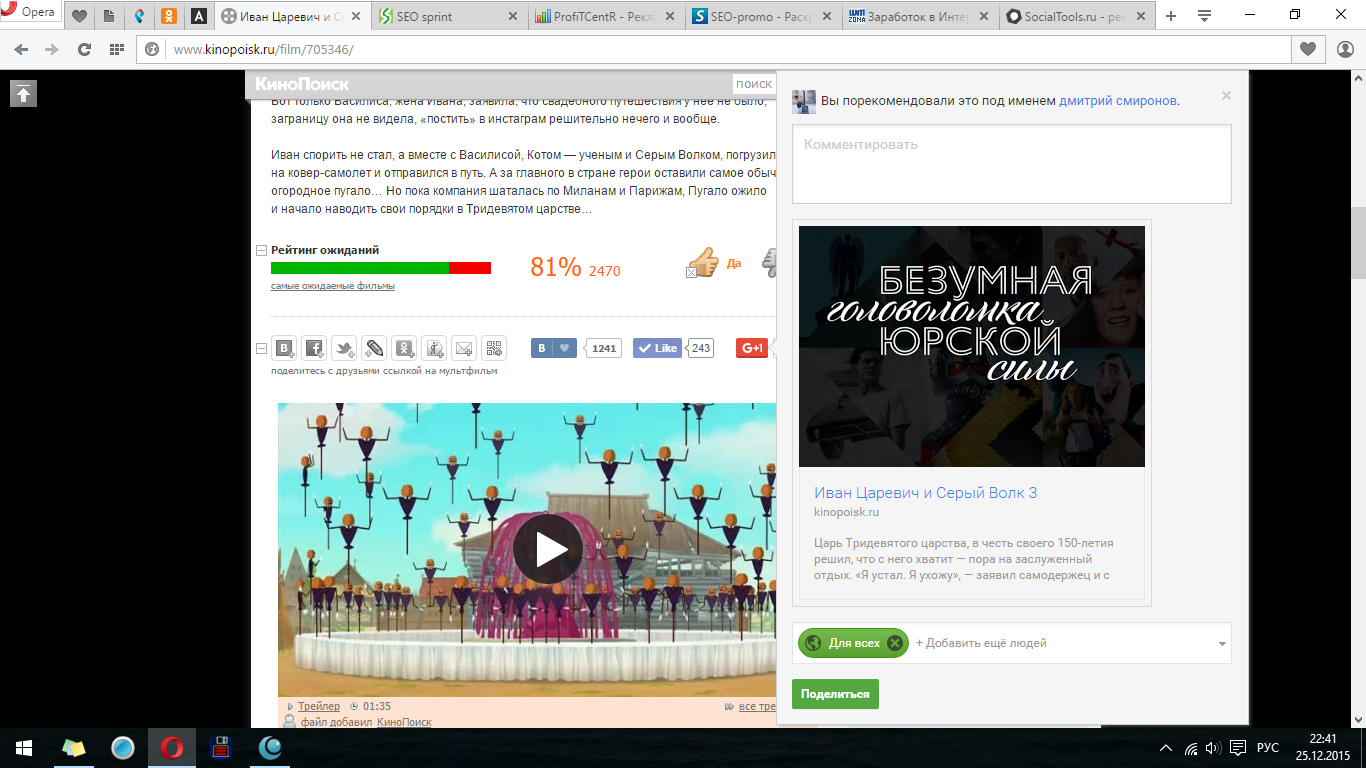 Opera
Иван Царевич и Се
SEO sprint
ProfiTCentR - Рекла
SEO-promo - Раскр
Заработок в Интер
SocialTools.ru - рек
www.kinopoisk.ru/film/705346/
КиноПоиск
поиск
Вот только Василиса, жена Ивана, заявила, что свадебного путешествия у нее не было,
заграницу она не видела, «постить» в инстаграм решительно нечего и вообще.
Иван спорить не стал, а вместе с Василисой, Котом — ученым и Серым Волком, погрузил
на ковер-самолет и отправился в путь. А за главного в стране герои оставили самое обыч
огородное пугало… Но пока компания шаталась по Миланам и Парижам, Пугало ожило
и начало наводить свои порядки в Тридевятом царстве…
Рейтинг ожиданий
81% 2470
Да
самые ожидаемые фильмы
B 1241
Like 243
G+1
поделитесь с друзьями ссылкой на мультфильм
Трейлер 01:35
все тре
файл добавил КиноПоиск
Вы порекомендовали это под именем дмитрий смиронов.
Комментировать
БЕЗУМНАЯ
головоломка
ЮРСКОЙ
силы
Иван Царевич и Серый Волк 3
kinopoisk.ru
Царь Тридевятого царства, в честь своего 150-летия
решил, что с него хватит — пора на заслуженный
отдых. «Я устал. Я ухожу», — заявил самодержец и с
Для всех
+ Добавить ещё людей
Поделиться
РУС
22:41
25.12.2015